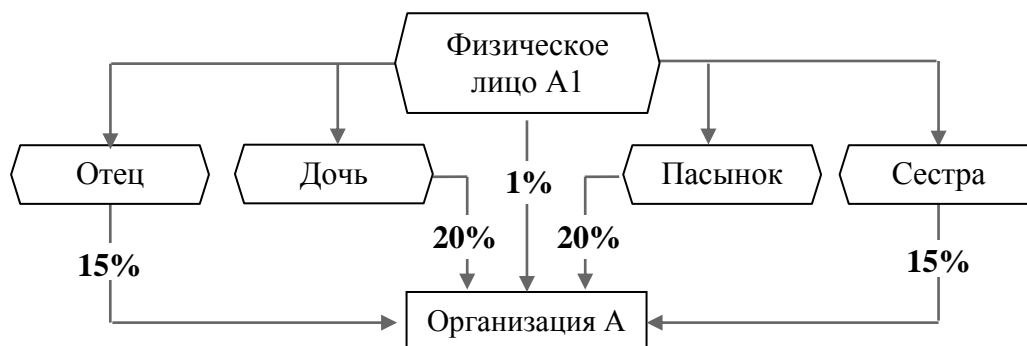 Физическое
лицо А1
Отец
Дочь
Пасынок
Сестра
1%
20%
20%
15%
15%
Организация А